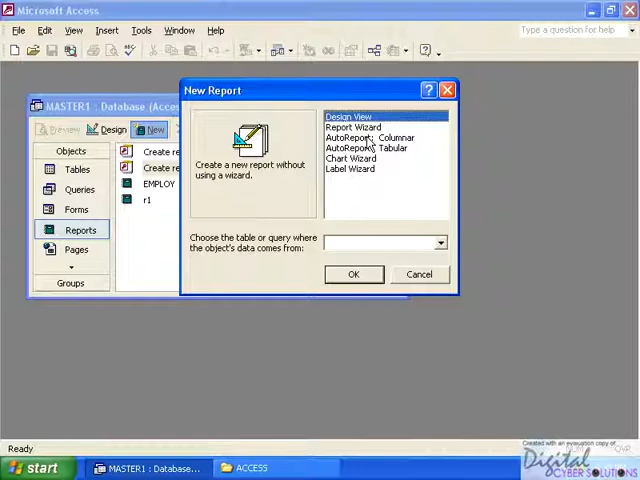 Microsoft Access
File Edit View Insert Tools Window Help
Type a question for help
MASTER1 : Database (Acces
Preview Design New
Objects
Tables
Queries
Forms
Reports
Pages
Groups
Create re
Create re
EMPLOY
r1
New Report
Create a new report without
using a wizard.
Design View
Report Wizard
AutoReport: Columnar
AutoReport: Tabular
Chart Wizard
Label Wizard
Choose the table or query where
the object's data comes from:
OK Cancel
Ready
NUM OVR
Created with an evaluation copy of
Digital
CYBER SOLUTIONS
start MASTER1 : Database... ACCESS